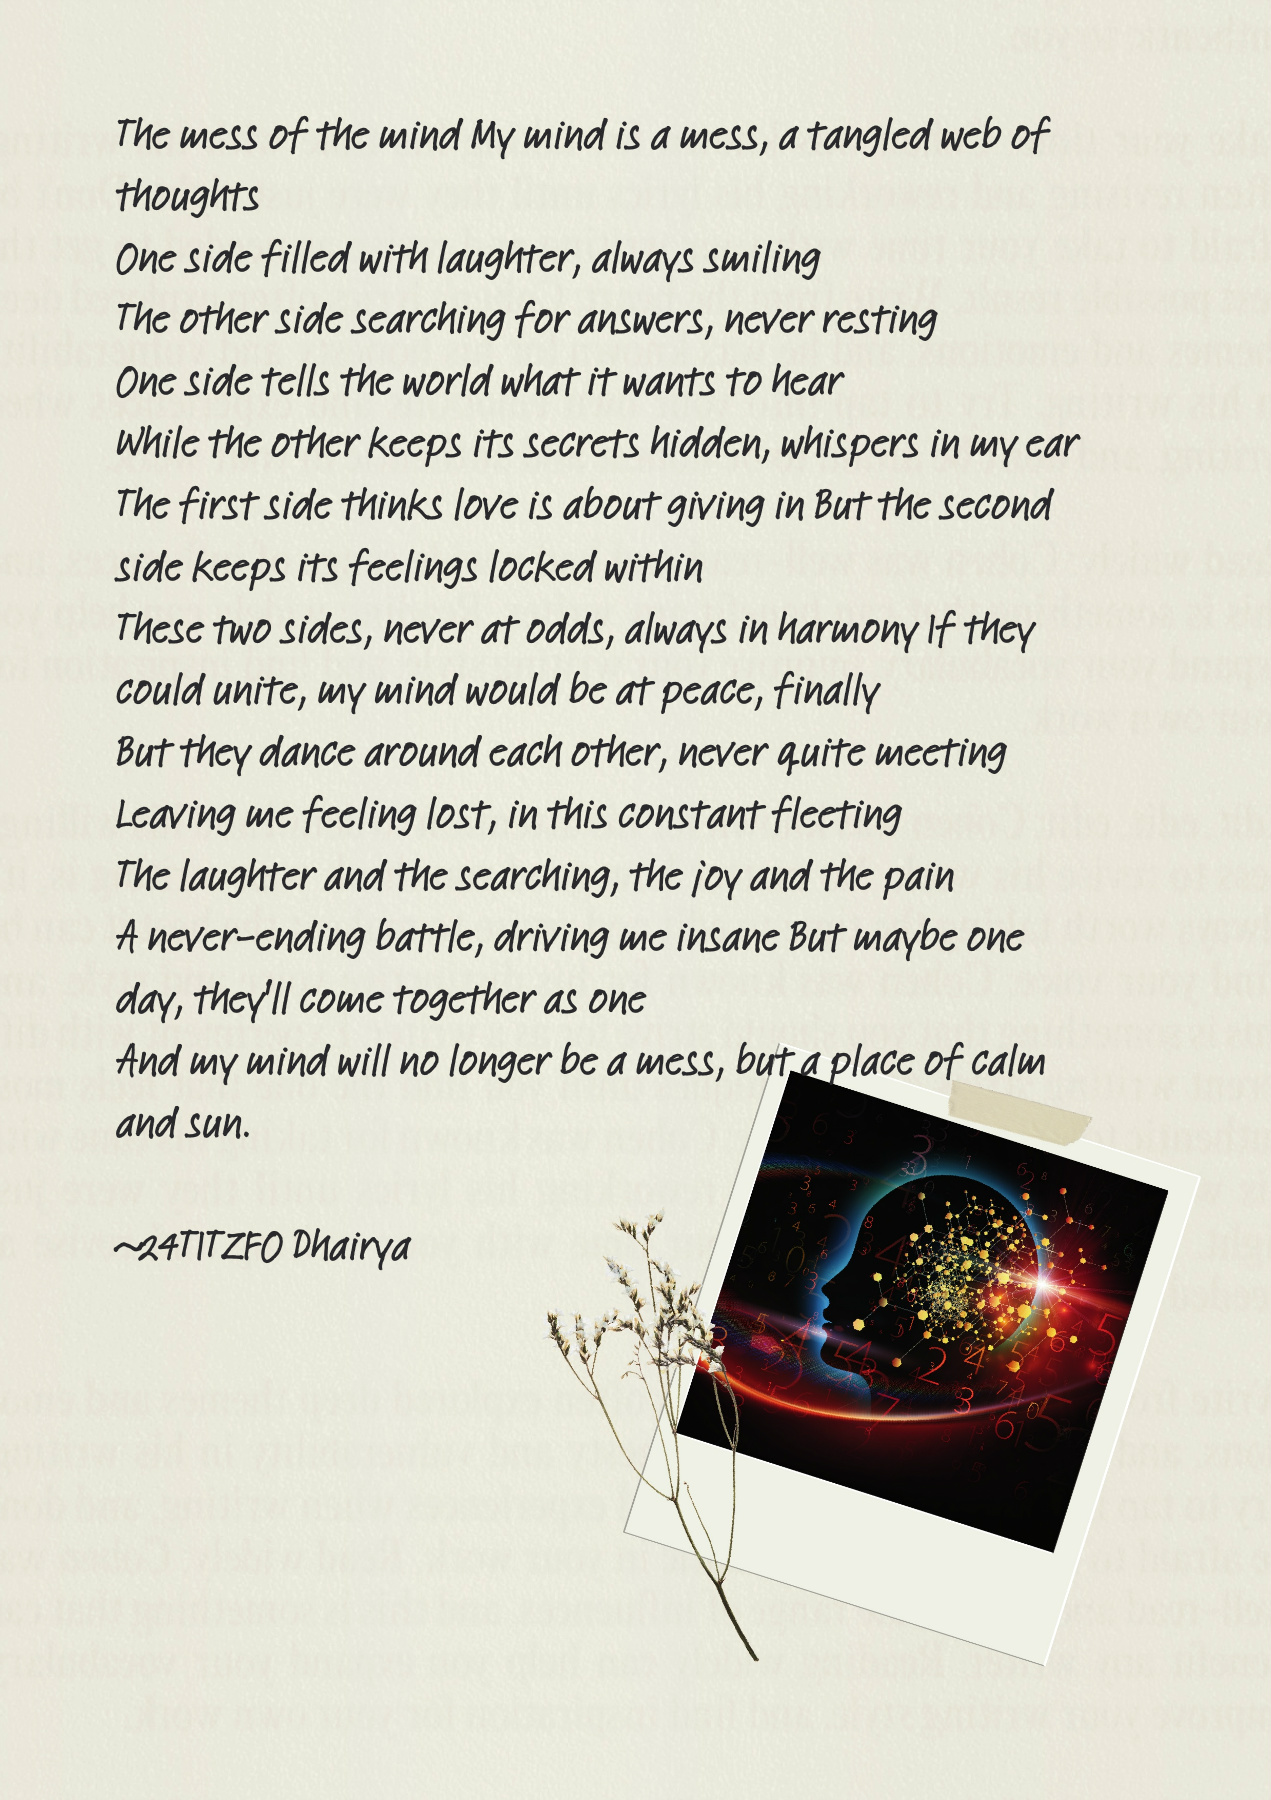 The mess of the mind My mind is a mess, a tangled web of
thoughts
One side filled with laughter, always smiling
The other side searching for answers, never resting
One side tells the world what it wants to hear
While the other keeps its secrets hidden, whispers in my ear
The first side thinks love is about giving in But the second
side keeps its feelings locked within
These two sides, never at odds, always in harmony If they
could unite, my mind would be at peace, finally
But they dance around each other, never quite meeting
Leaving me feeling lost, in this constant fleeting
The laughter and the searching, the joy and the pain
A never-ending battle, driving me insane But maybe one
day, they'll come together as one
And my mind will no longer be a mess, but a place of calm
and sun.
~24TITZFO Dhairya